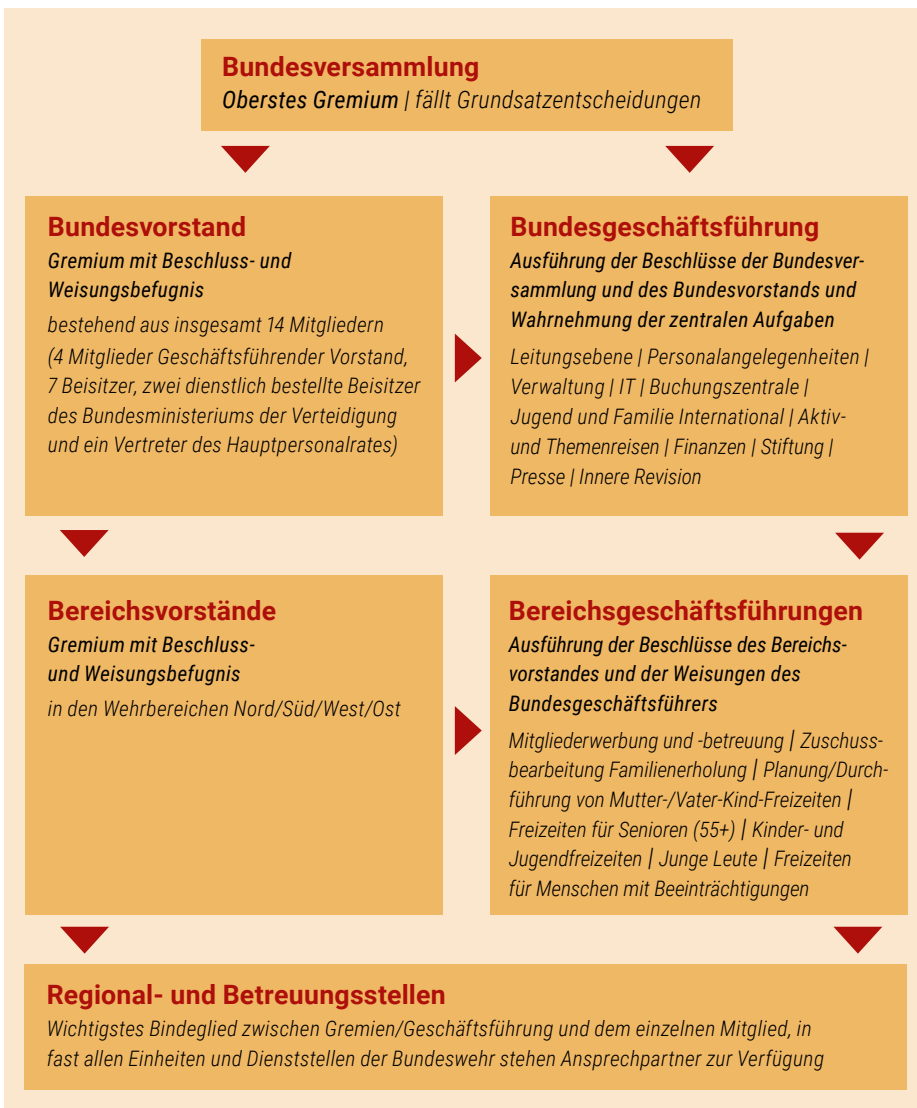 Bundesversammlung
Oberstes Gremium | fällt Grundsatzentscheidungen
Bundesvorstand
Gremium mit Beschluss- und
Weisungsbefugnis
bestehend aus insgesamt 14 Mitgliedern
(4 Mitglieder Geschäftsführender Vorstand,
7 Beisitzer, zwei dienstlich bestellte Beisitzer
des Bundesministeriums der Verteidigung
und ein Vertreter des Hauptpersonalrates)
Bundesgeschäftsführung
Ausführung der Beschlüsse der Bundesver-
sammlung und des Bundesvorstands und
Wahrnehmung der zentralen Aufgaben
Leitungsebene | Personalangelegenheiten |
Verwaltung | IT | Buchungszentrale |
Jugend und Familie International | Aktiv-
und Themenreisen | Finanzen | Stiftung |
Presse | Innere Revision
Bereichsvorstände
Gremium mit Beschluss-
und Weisungsbefugnis
in den Wehrbereichen Nord/Süd/West/Ost
Bereichsgeschäftsführungen
Ausführung der Beschlüsse des Bereichs-
vorstandes und der Weisungen des
Bundesgeschäftsführers
Mitgliederwerbung und -betreuung | Zuschuss-
bearbeitung Familienerholung | Planung/Durch-
führung von Mutter-/Vater-Kind-Freizeiten |
Freizeiten für Senioren (55+) | Kinder- und
Jugendfreizeiten | Junge Leute | Freizeiten
für Menschen mit Beeinträchtigungen
Regional- und Betreuungsstellen
Wichtigstes Bindeglied zwischen Gremien/Geschäftsführung und dem einzelnen Mitglied, in
fast allen Einheiten und Dienststellen der Bundeswehr stehen Ansprechpartner zur Verfügung